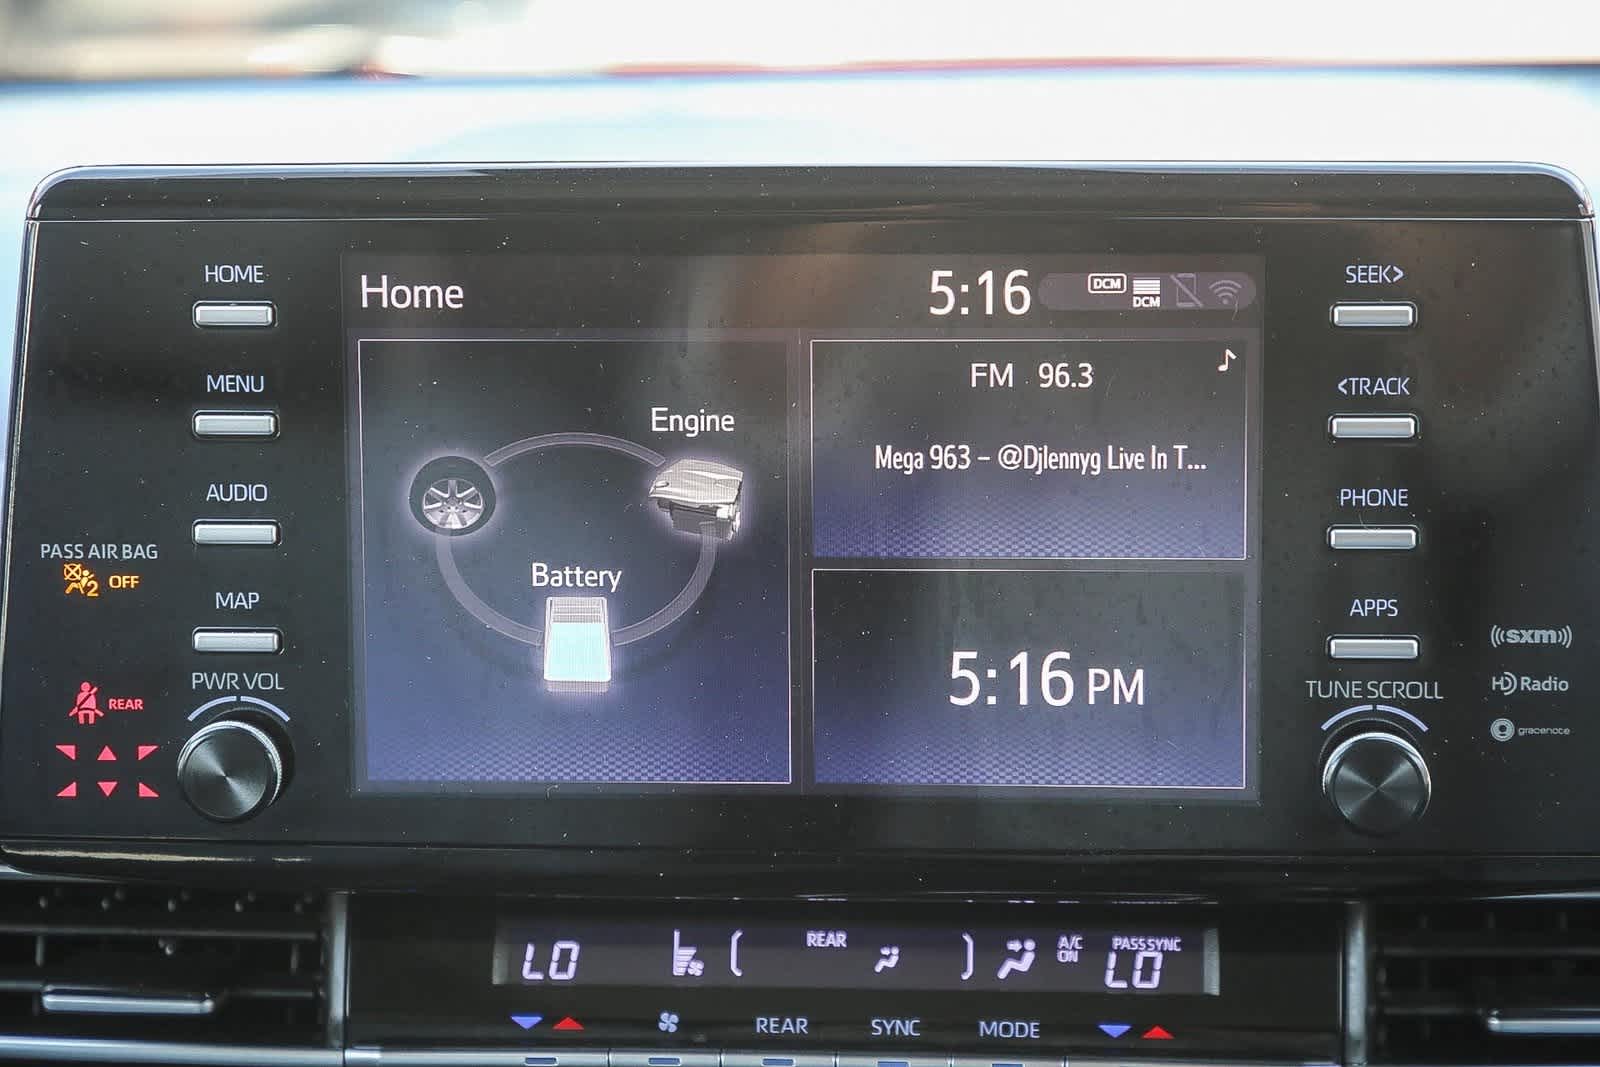 HOME
MENU
AUDIO
MAP
PWR VOL
PASS AIR BAG
2 OFF
REAR
Home
5:16
DCM
DCM
Engine
Battery
FM 96.3
Mega 963 – @Djlennyg Live In T...
5:16 PM
SEEK>
<TRACK
PHONE
APPS
TUNE SCROLL
((sxm))
HD Radio
gracenote
LO
REAR
A/C
ON
PASS SYNC
LO
REAR
SYNC
MODE